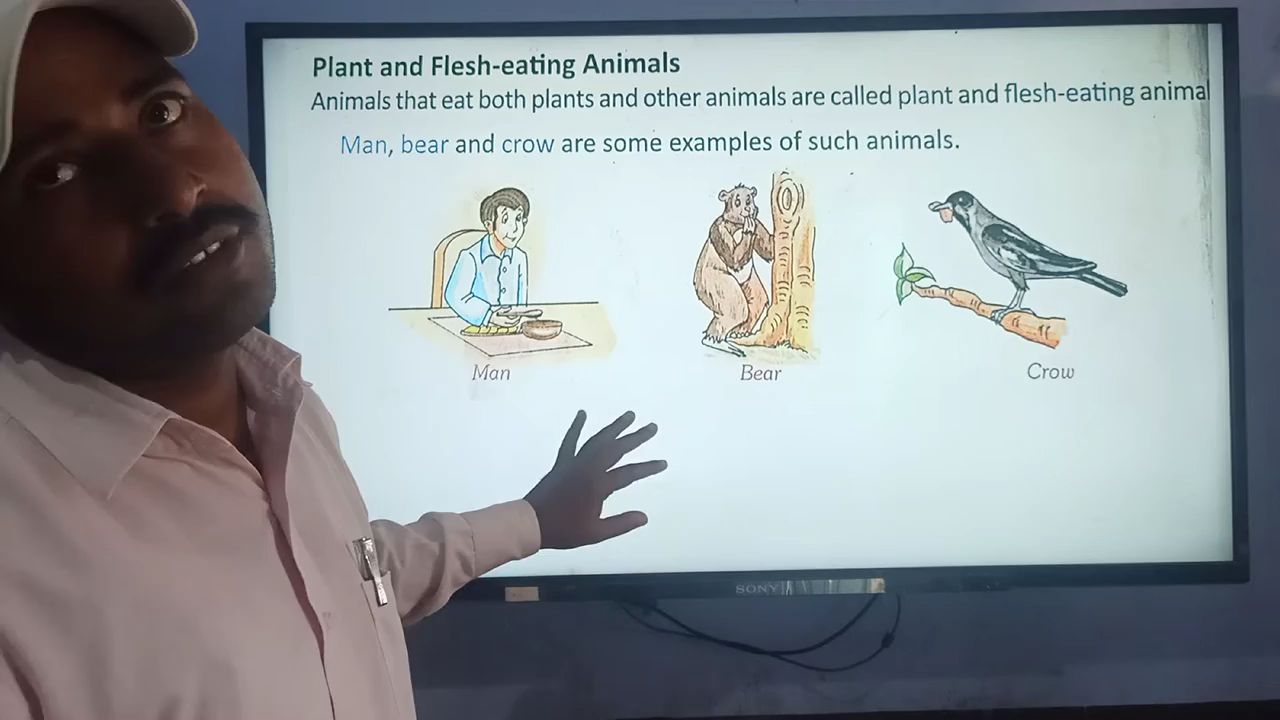 Plant and Flesh-eating Animals
Animals that eat both plants and other animals are called plant and flesh-eating anima
Man, bear and crow are some examples of such animals.
Man
Bear
Crow
SONY